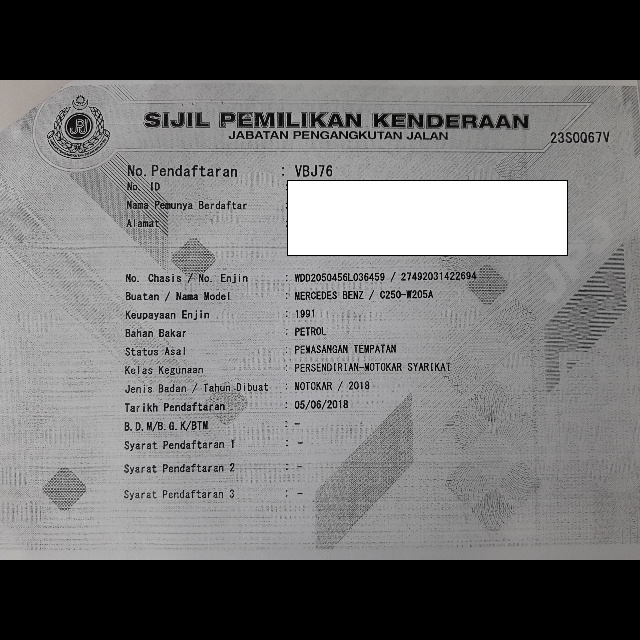 SIJIL PEMILIKAN KENDERAAN
JABATAN PENGANGKUTAN JALAN
23S0Q67V
No. Pendaftaran : VBJ76
No. ID :
Nama Pemunya Berdaftar :
Alamat :
No. Chasis / No. Enjin : WDD2050456L036459 / 27492031422694
Buatan / Nama Model : MERCEDES BENZ / C250-W205A
Keupayaan Enjin : 1991
Bahan Bakar : PETROL
Status Asal : PEMASANGAN TEMPATAN
Kelas Kegunaan : PERSENDIRIAN-MOTOKAR SYARIKAT
Jenis Badan / Tahun Dibuat : MOTOKAR / 2018
Tarikh Pendaftaran : 05/06/2018
B.D.M/B.G.K/BTM : -
Syarat Pendaftaran 1 : -
Syarat Pendaftaran 2 : -
Syarat Pendaftaran 3 : -